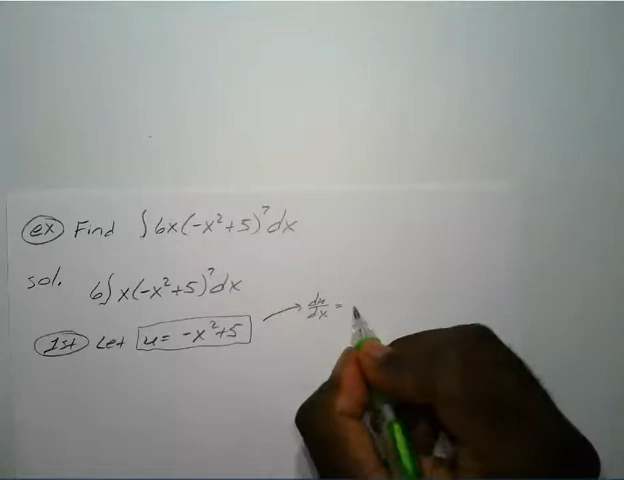 ex Find ∫6x(-x²+5)⁷dx
sol. 6∫x(-x²+5)⁷dx
1st Let u = -x²+5 → du/dx =